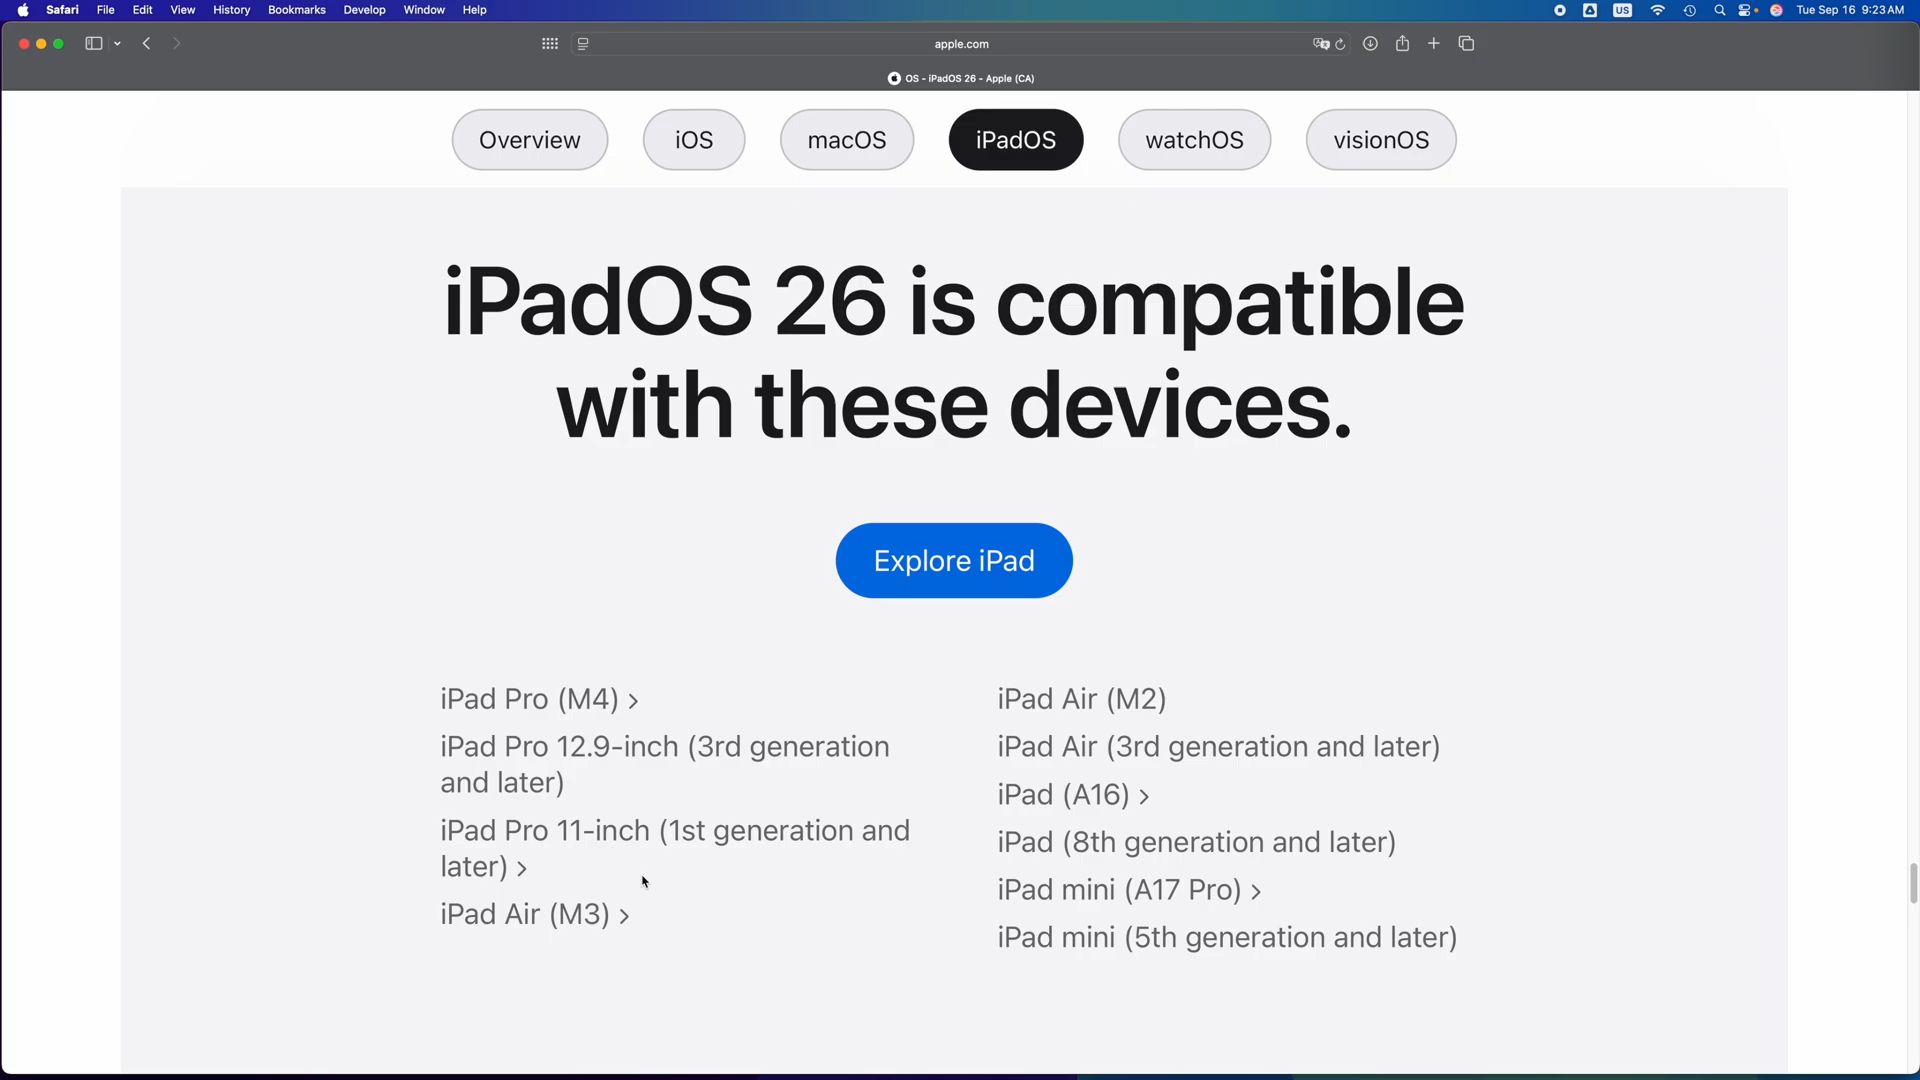 Safari File Edit View History Bookmarks Develop Window Help
US
Tue Sep 16 9:23 AM
apple.com
OS - iPadOS 26 - Apple (CA)
Overview iOS macOS iPadOS watchOS visionOS
iPadOS 26 is compatible
with these devices.
Explore iPad
iPad Pro (M4) >
iPad Pro 12.9-inch (3rd generation
and later)
iPad Pro 11-inch (1st generation and
later) >
iPad Air (M3) >
iPad Air (M2)
iPad Air (3rd generation and later)
iPad (A16) >
iPad (8th generation and later)
iPad mini (A17 Pro) >
iPad mini (5th generation and later)